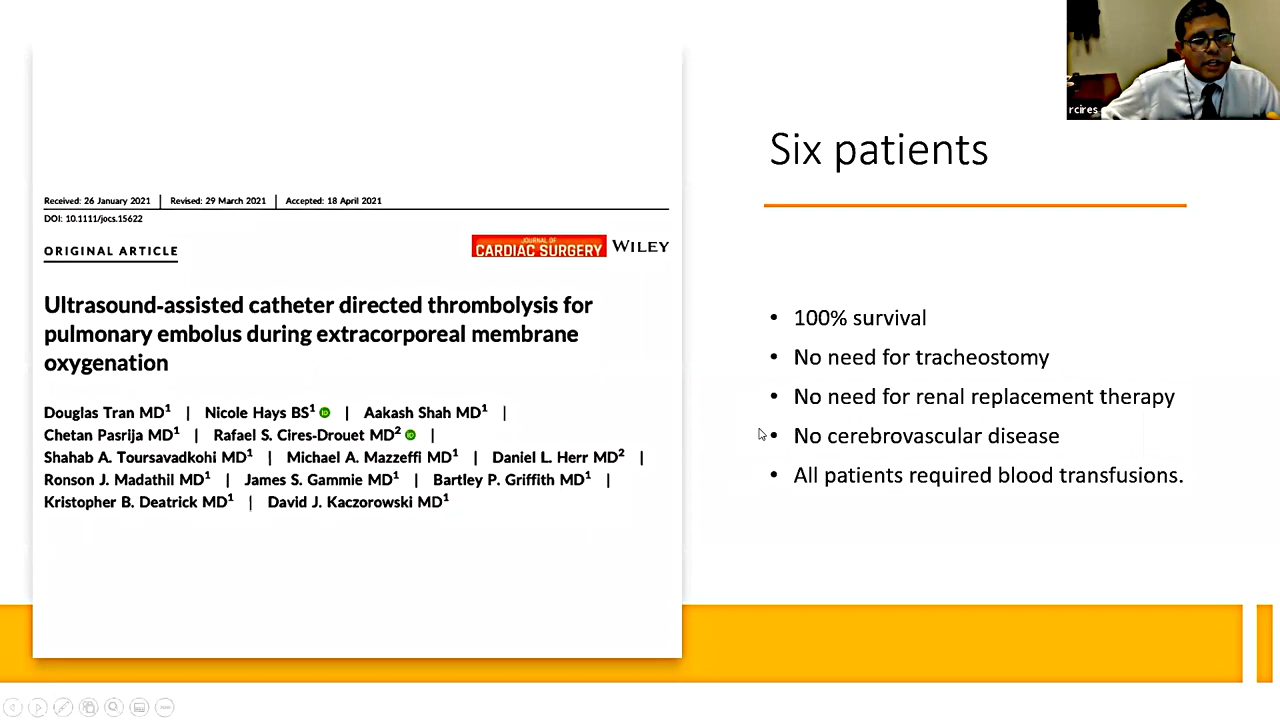 rcires
Six patients
Received: 26 January 2021 | Revised: 29 March 2021 | Accepted: 18 April 2021
DOI: 10.1111/jocs.15622
ORIGINAL ARTICLE
JOURNAL OF
CARDIAC SURGERY WILEY
Ultrasound-assisted catheter directed thrombolysis for
pulmonary embolus during extracorporeal membrane
oxygenation
Douglas Tran MD1 | Nicole Hays BS1 iD | Aakash Shah MD1 |
Chetan Pasrija MD1 | Rafael S. Cires-Drouet MD2 iD |
Shahab A. Toursavadkohi MD1 | Michael A. Mazzeffi MD1 | Daniel L. Herr MD2 |
Ronson J. Madathil MD1 | James S. Gammie MD1 | Bartley P. Griffith MD1 |
Kristopher B. Deatrick MD1 | David J. Kaczorowski MD1
• 100% survival
• No need for tracheostomy
• No need for renal replacement therapy
• No cerebrovascular disease
• All patients required blood transfusions.